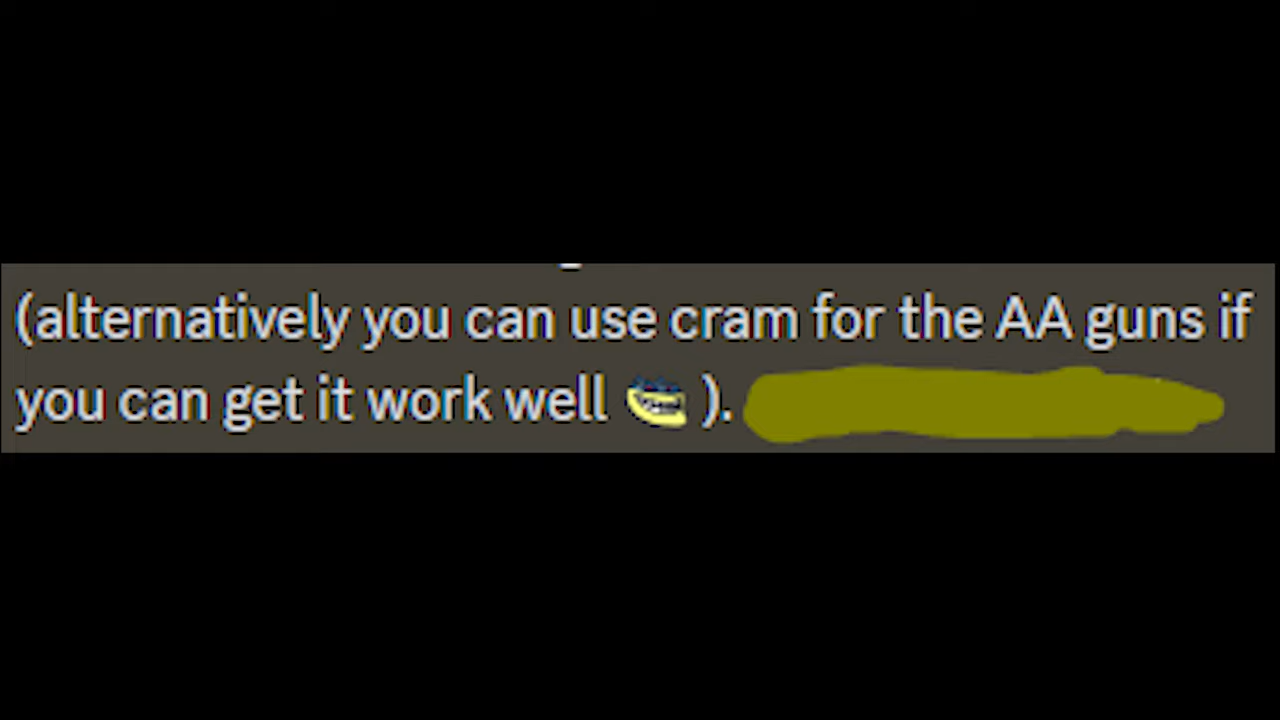 (alternatively you can use cram for the AA guns if
you can get it work well ).